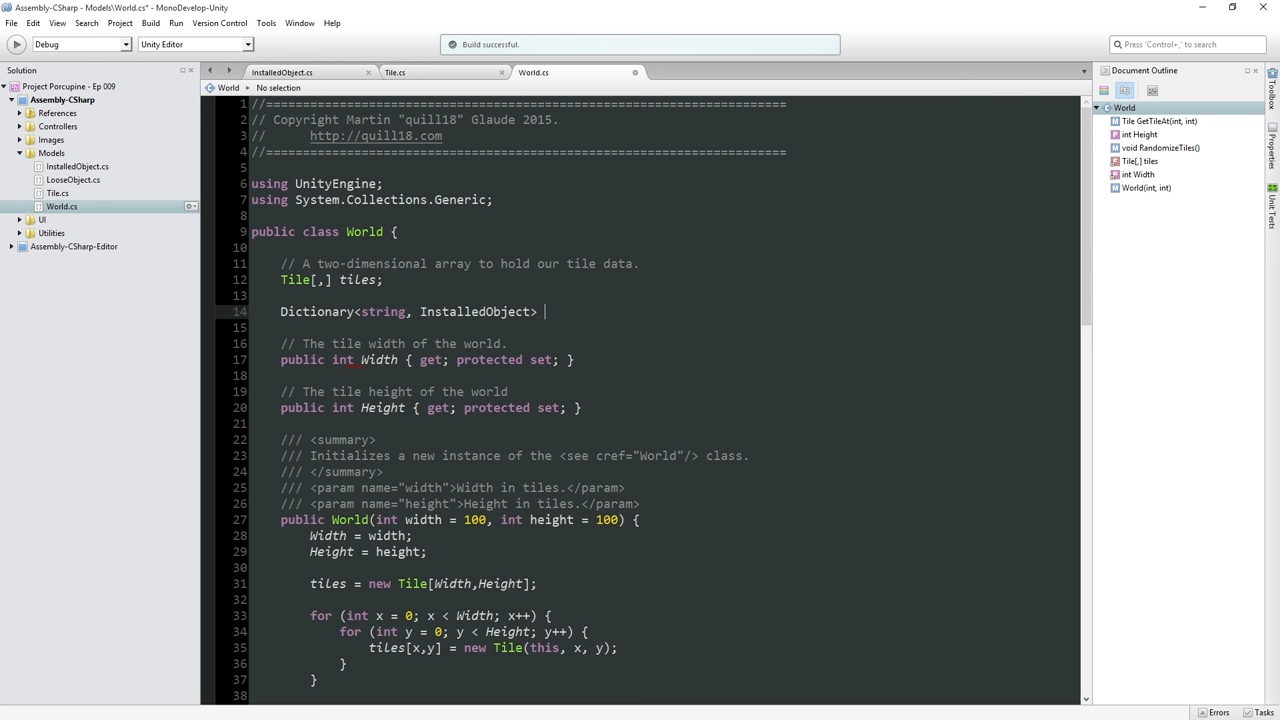 Assembly-CSharp - Models\World.cs* - MonoDevelop-Unity
File Edit View Search Project Build Run Version Control Tools Window Help
Debug Unity Editor Build successful. Press 'Control+,' to search
Solution
Project Porcupine - Ep 009
Assembly-CSharp
References
Controllers
Images
Models
InstalledObject.cs
LooseObject.cs
Tile.cs
World.cs
UI
Utilities
Assembly-CSharp-Editor
InstalledObject.cs Tile.cs World.cs
World No selection
1 //=======================================================================
2 // Copyright Martin "quill18" Glaude 2015.
3 //		http://quill18.com
4 //=======================================================================
5
6 using UnityEngine;
7 using System.Collections.Generic;
8
9 public class World {
10
11 // A two-dimensional array to hold our tile data.
12 Tile[,] tiles;
13
14 Dictionary<string, InstalledObject>
15
16 // The tile width of the world.
17 public int Width { get; protected set; }
18
19 // The tile height of the world
20 public int Height { get; protected set; }
21
22 /// <summary>
23 /// Initializes a new instance of the <see cref="World"/> class.
24 /// </summary>
25 /// <param name="width">Width in tiles.</param>
26 /// <param name="height">Height in tiles.</param>
27 public World(int width = 100, int height = 100) {
28 Width = width;
29 Height = height;
30
31 tiles = new Tile[Width,Height];
32
33 for (int x = 0; x < Width; x++) {
34 for (int y = 0; y < Height; y++) {
35 tiles[x,y] = new Tile(this, x, y);
36 }
37 }
38
Document Outline
World
Tile GetTileAt(int, int)
int Height
void RandomizeTiles()
Tile[,] tiles
int Width
World(int, int)
Toolbox
Properties
Unit Tests
Errors Tasks